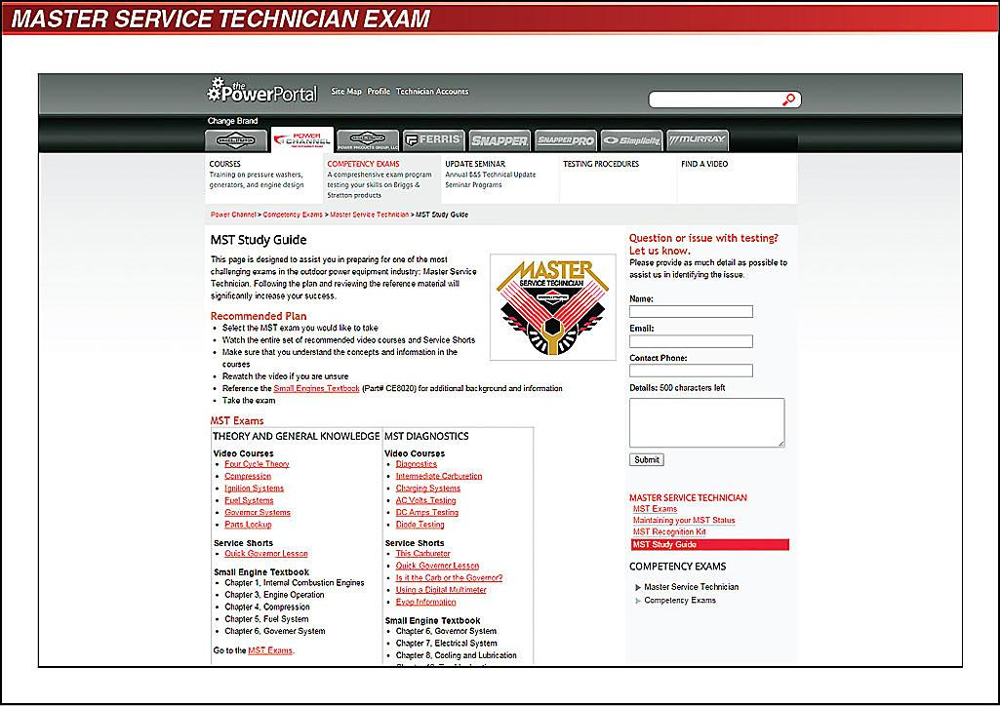 MASTER SERVICE TECHNICIAN EXAM
the
PowerPortal
Site Map Profile Technician Accounts
Change Brand
POWER
CHANNEL
POWER PRODUCTS GROUP, LLC
FERRIS
SNAPPER
SNAPPER PRO
Simplicity
MURRAY
COURSES
Training on pressure washers,
generators, and engine design
COMPETENCY EXAMS
A comprehensive exam program
testing your skills on Briggs &
Stratton products
UPDATE SEMINAR
Annual B&S Technical Update
Seminar Programs
TESTING PROCEDURES
FIND A VIDEO
Power Channel > Competency Exams > Master Service Technician > MST Study Guide
MST Study Guide
This page is designed to assist you in preparing for one of the most
challenging exams in the outdoor power equipment industry: Master Service
Technician. Following the plan and reviewing the reference material will
significantly increase your success.
MASTER
SERVICE TECHNICIAN
Recommended Plan
• Select the MST exam you would like to take
• Watch the entire set of recommended video courses and Service Shorts
• Make sure that you understand the concepts and information in the
courses
• Rewatch the video if you are unsure
• Reference the Small Engines Textbook (Part# CE8020) for additional background and information
• Take the exam
MST Exams
THEORY AND GENERAL KNOWLEDGE
Video Courses
• Four Cycle Theory
• Compression
• Ignition Systems
• Fuel Systems
• Governor Systems
• Parts Lookup
Service Shorts
• Quick Governor Lesson
Small Engine Textbook
• Chapter 1, Internal Combustion Engines
• Chapter 3, Engine Operation
• Chapter 4, Compression
• Chapter 5, Fuel System
• Chapter 6, Governer System
Go to the MST Exams.
MST DIAGNOSTICS
Video Courses
• Diagnostics
• Intermediate Carburetion
• Charging Systems
• AC Volts Testing
• DC Amps Testing
• Diode Testing
Service Shorts
• This Carburetor
• Quick Governor Lesson
• Is it the Carb or the Governor?
• Using a Digital Multimeter
• Evap Information
Small Engine Textbook
• Chapter 6, Governor System
• Chapter 7, Electrical System
• Chapter 8, Cooling and Lubrication
Question or issue with testing?
Let us know.
Please provide as much detail as possible to
assist us in identifying the issue.
Name:
Email:
Contact Phone:
Details: 500 characters left
Submit
MASTER SERVICE TECHNICIAN
MST Exams
Maintaining your MST Status
MST Recognition Kit
MST Study Guide
COMPETENCY EXAMS
Master Service Technician
Competency Exams